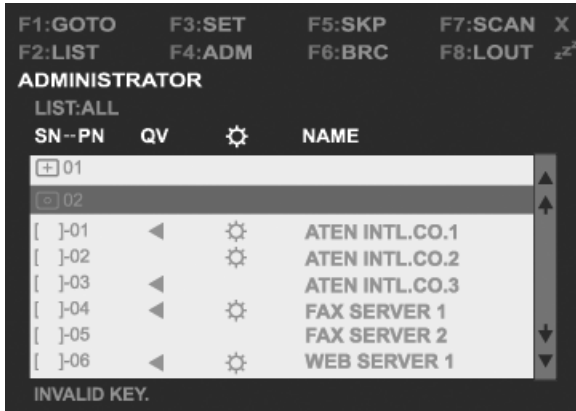 F1:GOTO F3:SET F5:SKP F7:SCAN X
F2:LIST F4:ADM F6:BRC F8:LOUT zzz
ADMINISTRATOR
LIST:ALL
SN--PN QV NAME
01
02
[ ]-01 ATEN INTL.CO.1
[ ]-02 ATEN INTL.CO.2
[ ]-03 ATEN INTL.CO.3
[ ]-04 FAX SERVER 1
[ ]-05 FAX SERVER 2
[ ]-06 WEB SERVER 1
INVALID KEY.